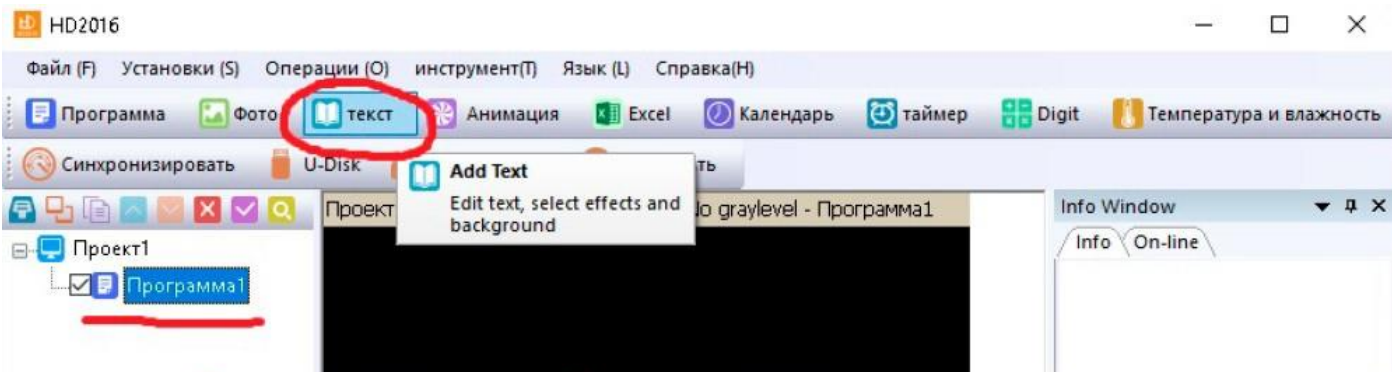 HD2016
Файл (F) Установки (S) Операции (O) инструмент(T) Язык (L) Справка(H)
Программа Фото текст Анимация Excel Календарь таймер Digit Температура и влажность
Синхронизировать U-Disk ть
Add Text
Edit text, select effects and
background
Проект lo graylevel - Программа1
Info Window
Info On-line
Проект1
Программа1